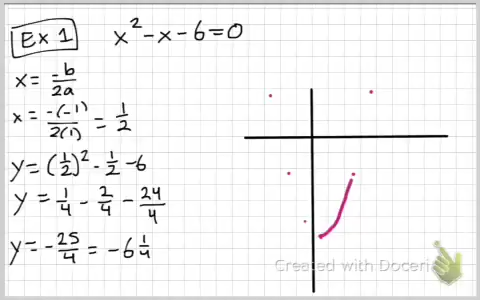 Ex 1 x² - x - 6 = 0
x = -b/2a
x = -(-1)/2(1) = 1/2
y = (1/2)² - 1/2 - 6
y = 1/4 - 2/4 - 24/4
y = -25/4 = -6 1/4
Created with Doceri